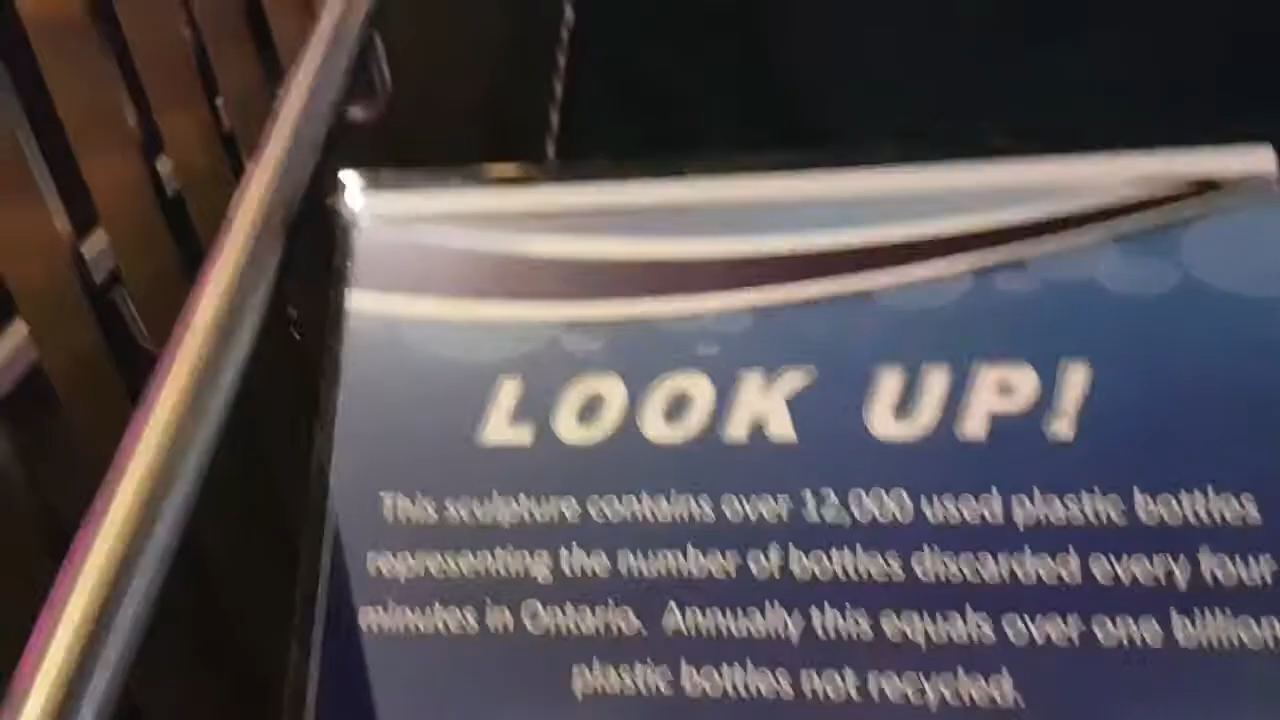 LOOK UP!
This sculpture contains over 12,000 used plastic bottles
representing the number of bottles discarded every four
minutes in Ontario. Annually this equals over one billion
plastic bottles not recycled.